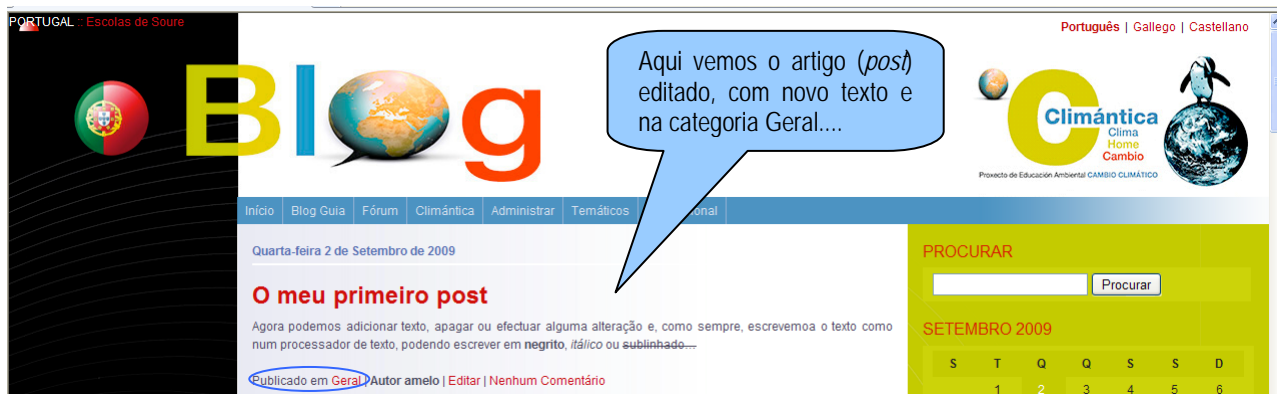 PORTUGAL :: Escolas de Soure
Português | Gallego | Castellano
Blog
Aqui vemos o artigo (post)
editado, com novo texto e
na categoria Geral....
Climántica
Clima
Home
Cambio
Proxecto de Educación Ambiental CAMBIO CLIMÁTICO
Início Blog Guia Fórum Climántica Administrar Temáticos
Quarta-feira 2 de Setembro de 2009
O meu primeiro post
Agora podemos adicionar texto, apagar ou efectuar alguma alteração e, como sempre, escrevemoa o texto como
num processador de texto, podendo escrever em negrito, itálico ou sublinhado...
Publicado em Geral | Autor amelo | Editar | Nenhum Comentário
PROCURAR
Procurar
SETEMBRO 2009
S T Q Q S S D
1 2 3 4 5 6